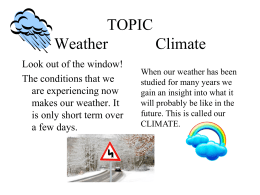 TOPIC
Weather
Climate
Look out of the window!
The conditions that we
are experiencing now
makes our weather. It
is only short term over
a few days.
When our weather has been
studied for many years we
gain an insight into what it
will probably be like in the
future. This is called our
CLIMATE.